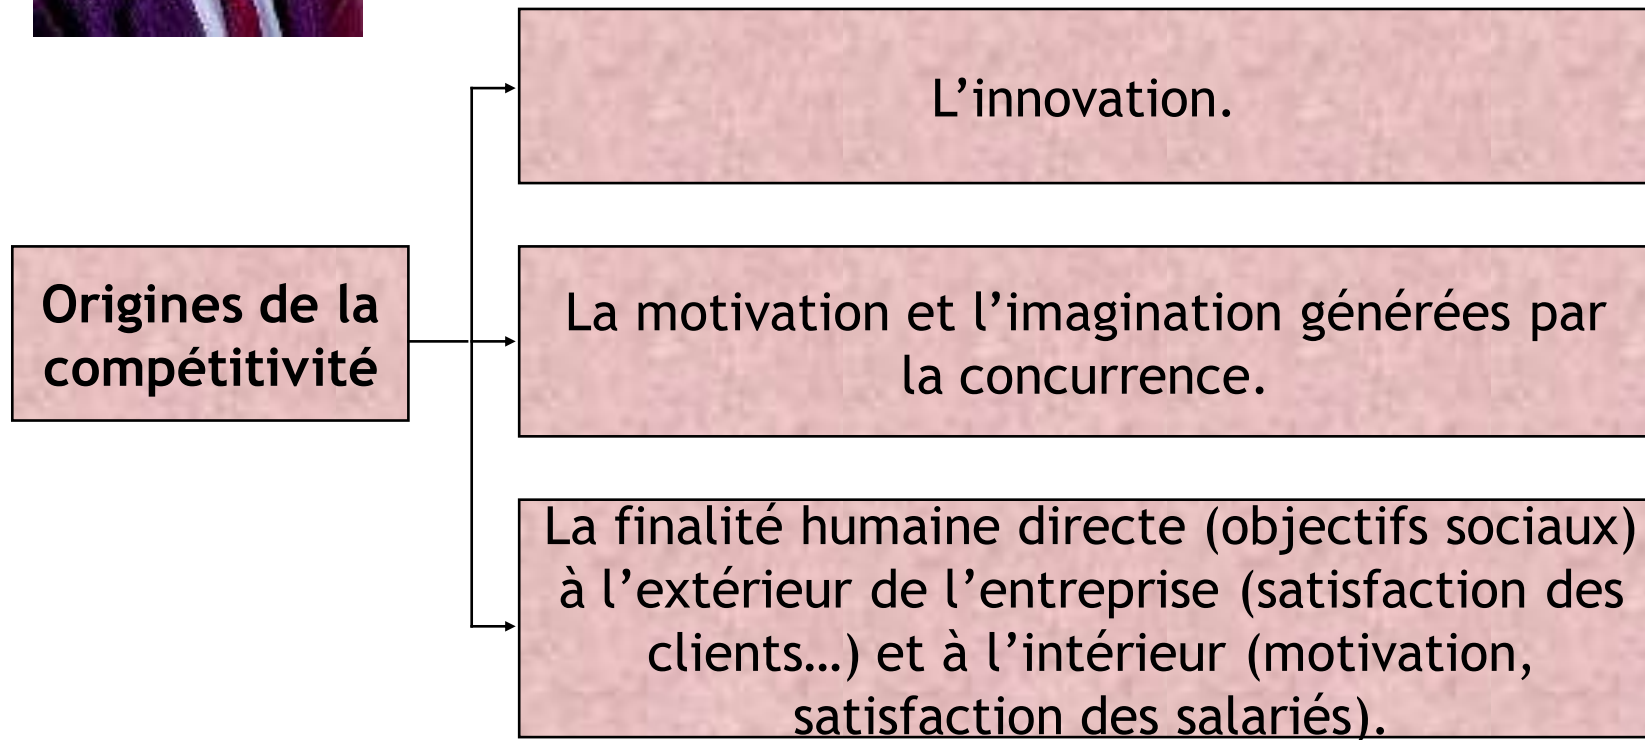 L’innovation.
Origines de la
compétitivité
La motivation et l’imagination générées par
la concurrence.
La finalité humaine directe (objectifs sociaux)
à l’extérieur de l’entreprise (satisfaction des
clients…) et à l’intérieur (motivation,
satisfaction des salariés).